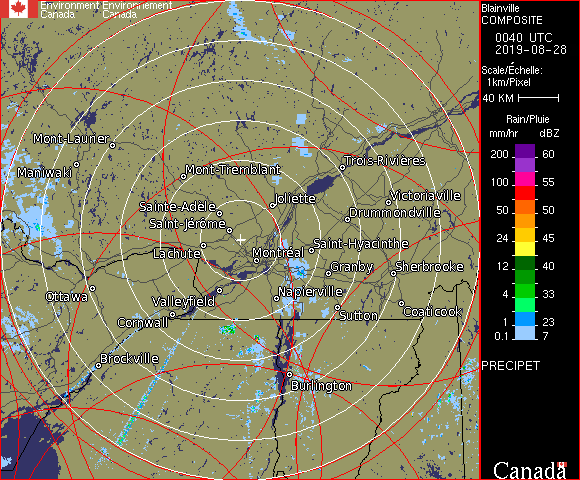 Environment Environnement
Canada Canada
Blainville
COMPOSITE
0040 UTC
2019-08-28
Scale/Échelle:
1km/Pixel
40 KM
Rain/Pluie
mm/hr dBZ
200 60
100 55
50 50
24 45
12 40
4 33
1 23
0.1 7
PRECIPET
Canada
Mont-Laurier
Maniwaki
Mont-Tremblant
Trois-Rivières
Sainte-Adèle
Joliette
Victoriaville
Drummondville
Saint-Jérôme
Lachute
Montréal
Saint-Hyacinthe
Granby
Sherbrooke
Ottawa
Valleyfield
Napierville
Cornwall
Sutton
Coaticook
Brockville
Burlington